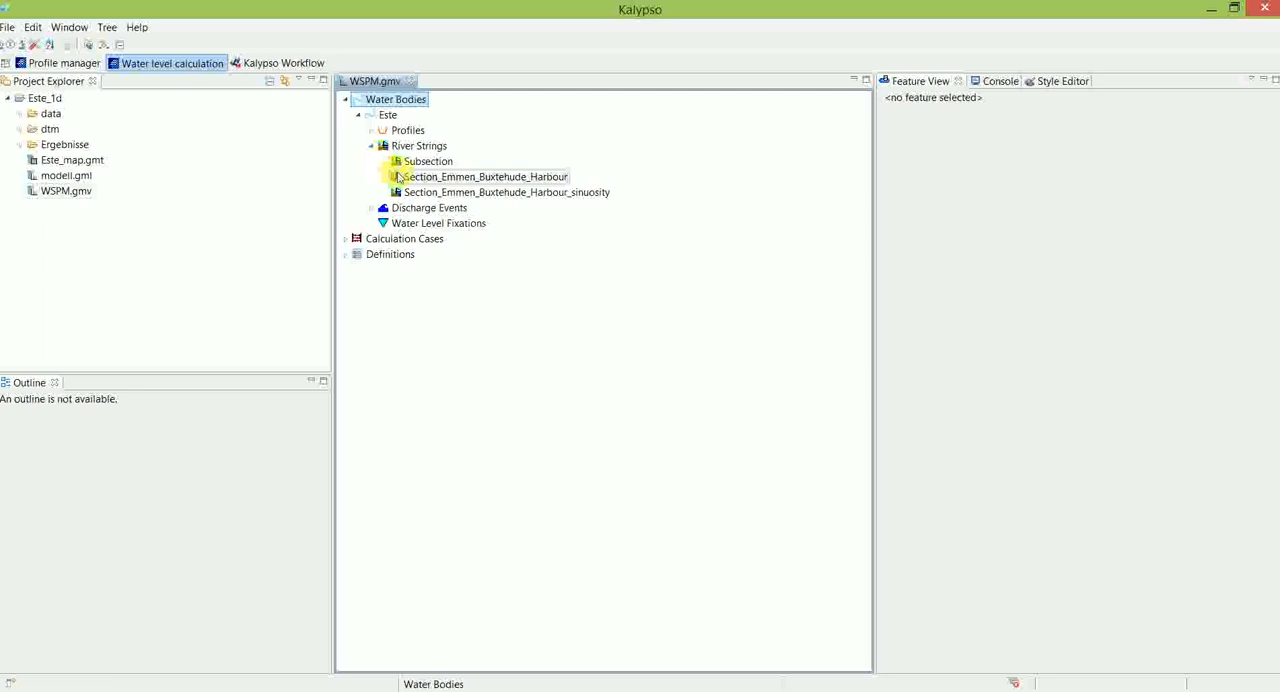 Kalypso
File Edit Window Tree Help
Profile manager Water level calculation Kalypso Workflow
Project Explorer
Este_1d
data
dtm
Ergebnisse
Este_map.gmt
modell.gml
WSPM.gmv
Outline
An outline is not available.
WSPM.gmv
Water Bodies
Este
Profiles
River Strings
Subsection
Section_Emmen_Buxtehude_Harbour
Section_Emmen_Buxtehude_Harbour_sinuosity
Discharge Events
Water Level Fixations
Calculation Cases
Definitions
Feature View Console Style Editor
<no feature selected>
Water Bodies